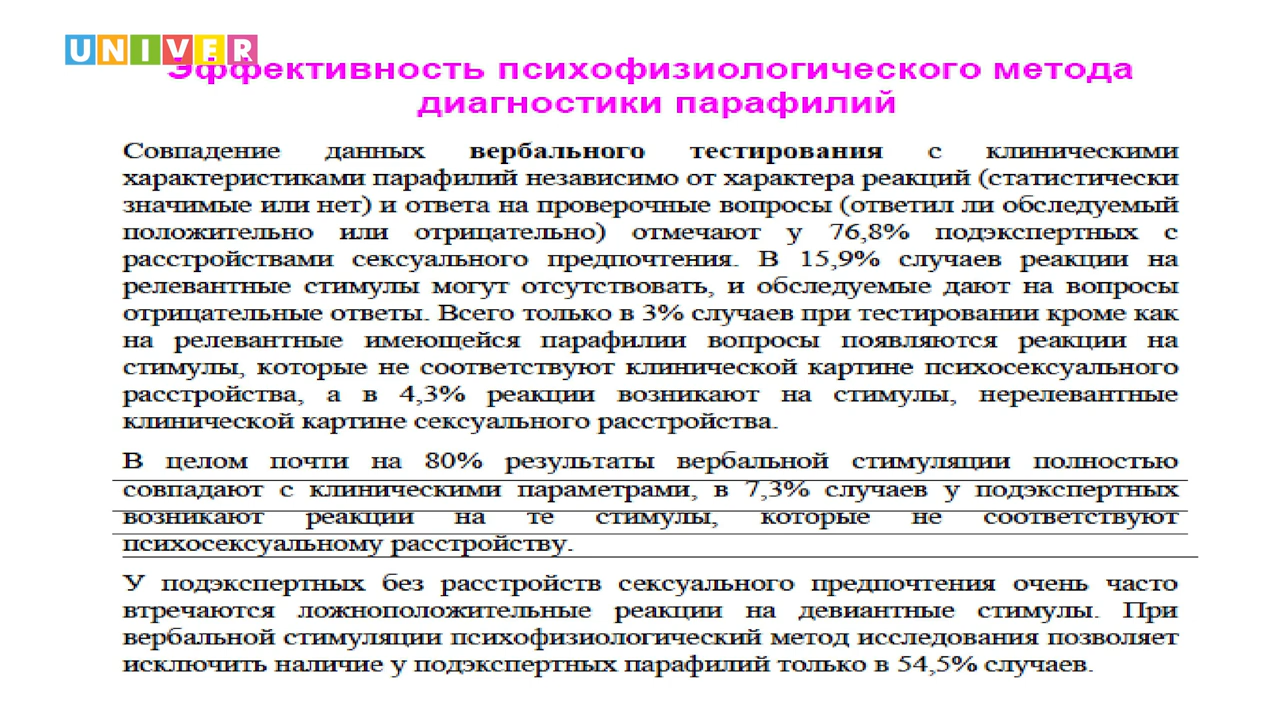 UNIVER
Эффективность психофизиологического метода
диагностики парафилий
Совпадение данных вербального тестирования с клиническими
характеристиками парафилий независимо от характера реакций (статистически
значимые или нет) и ответа на проверочные вопросы (ответил ли обследуемый
положительно или отрицательно) отмечают у 76,8% подэкспертных с
расстройствами сексуального предпочтения. В 15,9% случаев реакции на
релевантные стимулы могут отсутствовать, и обследуемые дают на вопросы
отрицательные ответы. Всего только в 3% случаев при тестировании кроме как
на релевантные имеющейся парафилии вопросы появляются реакции на
стимулы, которые не соответствуют клинической картине психосексуального
расстройства, а в 4,3% реакции возникают на стимулы, нерелевантные
клинической картине сексуального расстройства.
В целом почти на 80% результаты вербальной стимуляции полностью
совпадают с клиническими параметрами, в 7,3% случаев у подэкспертных
возникают реакции на те стимулы, которые не соответствуют
психосексуальному расстройству.
У подэкспертных без расстройств сексуального предпочтения очень часто
втречаются ложноположительные реакции на девиантные стимулы. При
вербальной стимуляции психофизиологический метод исследования позволяет
исключить наличие у подэкспертных парафилий только в 54,5% случаев.